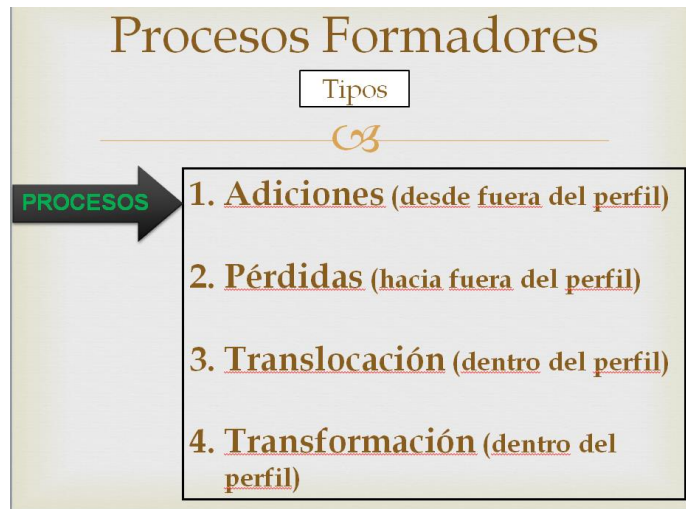 Procesos Formadores
Tipos
PROCESOS
1. Adiciones (desde fuera del perfil)
2. Pérdidas (hacia fuera del perfil)
3. Translocación (dentro del perfil)
4. Transformación (dentro del
perfil)